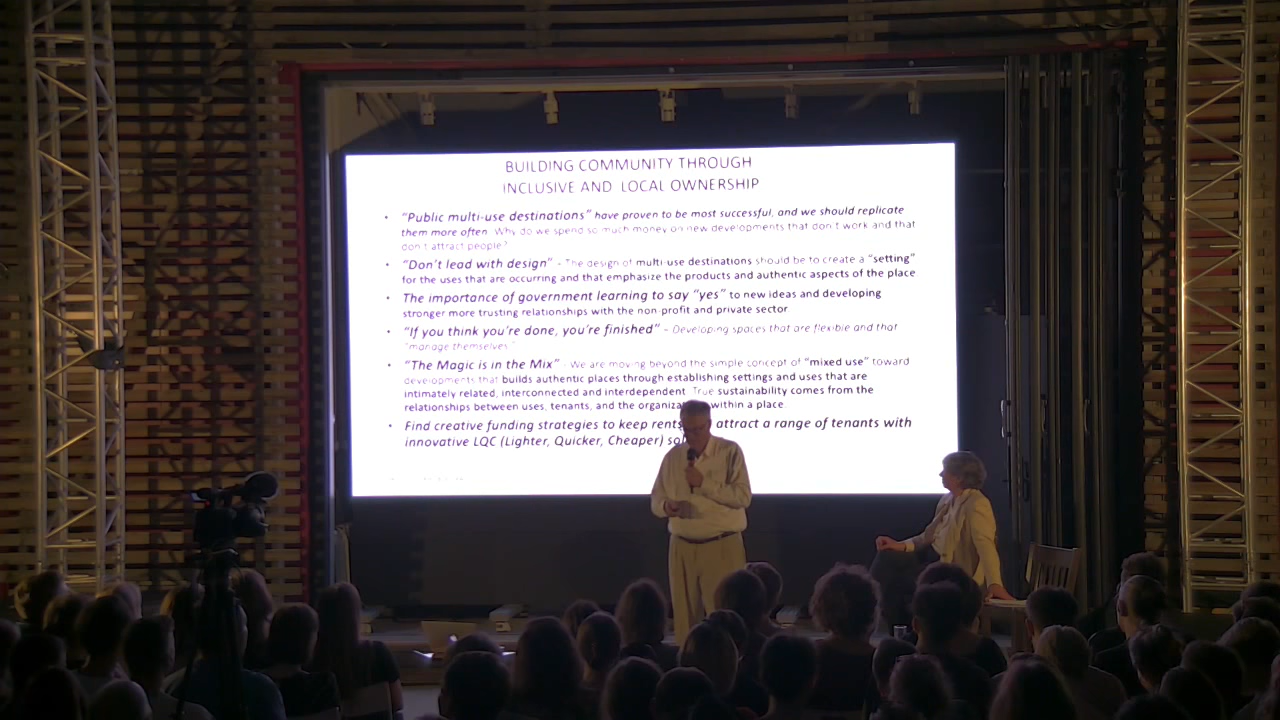 BUILDING COMMUNITY THROUGH
INCLUSIVE AND LOCAL OWNERSHIP
• "Public multi-use destinations" have proven to be most successful, and we should replicate
them more often. Why do we spend so much money on new developments that don't work and that
don't attract people?
• "Don't lead with design" – The design of multi-use destinations should be to create a "setting"
for the uses that are occurring and that emphasize the products and authentic aspects of the place
• The importance of government learning to say "yes" to new ideas and developing
stronger more trusting relationships with the non-profit and private sector
• "If you think you're done, you're finished" – Developing spaces that are flexible and that
"manage themselves."
• "The Magic is in the Mix" – We are moving beyond the simple concept of "mixed use" toward
developments that builds authentic places through establishing settings and uses that are
intimately related, interconnected and interdependent. True sustainability comes from the
relationships between uses, tenants, and the within a place.
• Find creative funding strategies to keep rents attract a range of tenants with
innovative LQC (Lighter, Quicker, Cheaper)